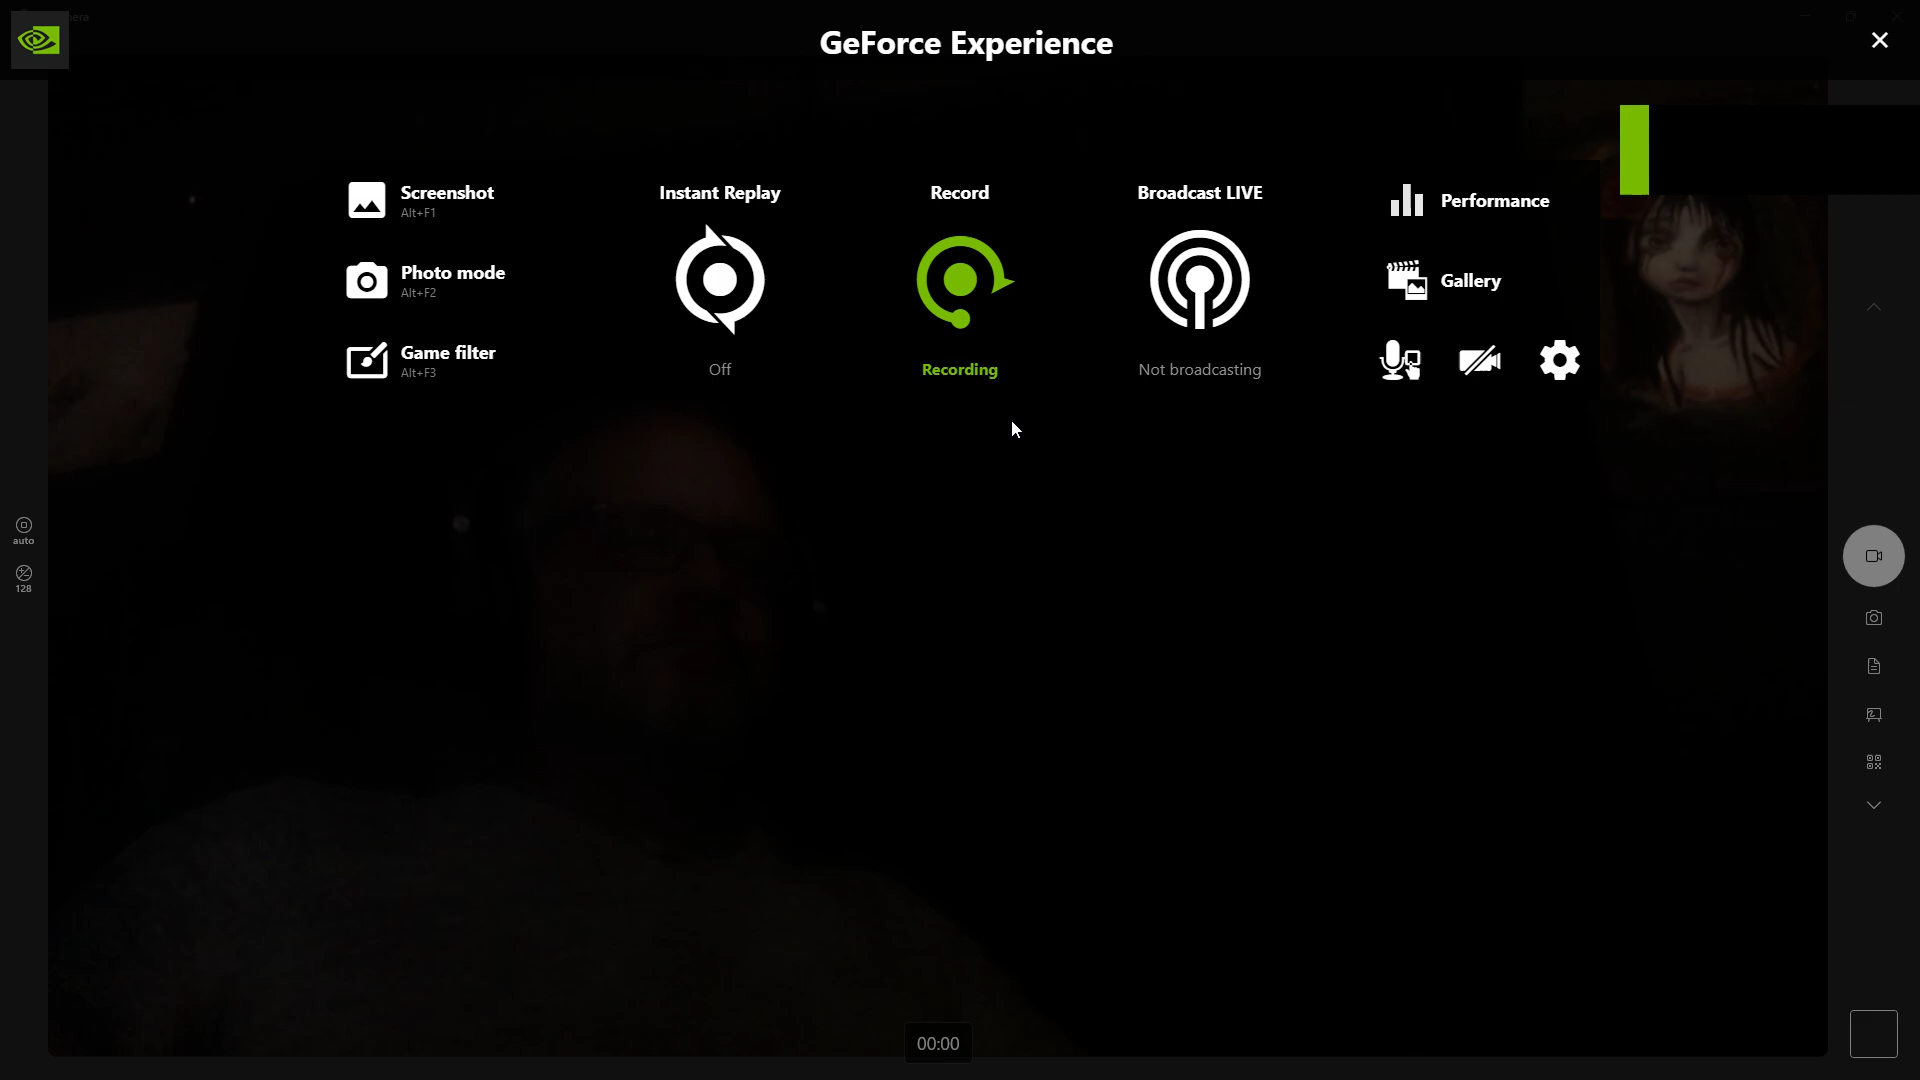 GeForce Experience
Screenshot
Alt+F1
Photo mode
Alt+F2
Game filter
Alt+F3
Instant Replay
Off
Record
Recording
Broadcast LIVE
Not broadcasting
Performance
Gallery
auto
128
00:00